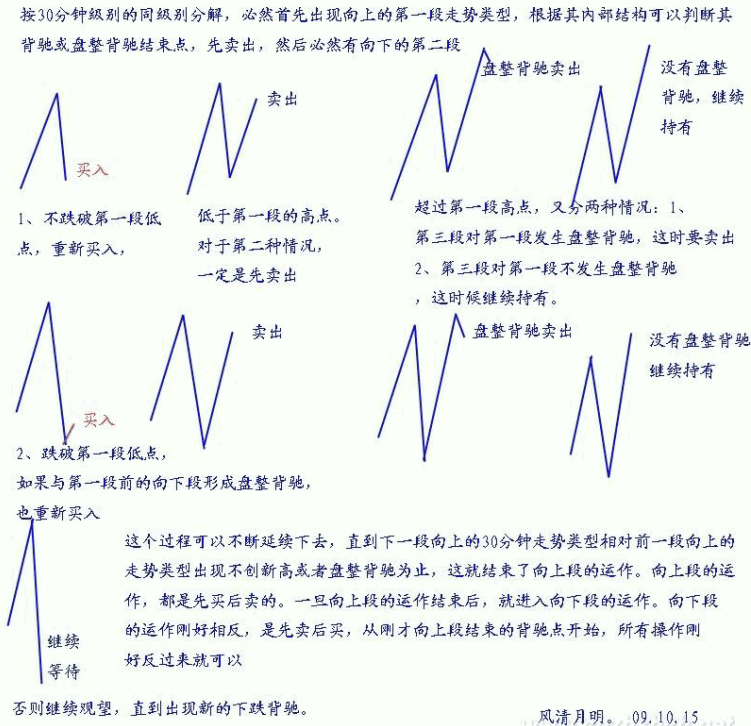 按30分钟级别的同级别分解，必然首先出现向上的第一段走势类型，根据其内部结构可以判断其
背驰或盘整背驰结束点，先卖出，然后必然有向下的第二段
买入
卖出
盘整背驰卖出
没有盘整
背驰，继续
持有
1、不跌破第一段低
点，重新买入，
低于第一段的高点。
对于第二种情况，
一定是先卖出
超过第一段高点，又分两种情况：1、
第三段对第一段发生盘整背驰，这时要卖出
2、第三段对第一段不发生盘整背驰
，这时候继续持有。
买入
卖出
盘整背驰卖出
没有盘整背驰
继续持有
2、跌破第一段低点，
如果与第一段前的向下段形成盘整背驰，
也重新买入
这个过程可以不断延续下去，直到下一段向上的30分钟走势类型相对前一段向上的
走势类型出现不创新高或者盘整背驰为止，这就结束了向上段的运作。向上段的运
作，都是先买后卖的。一旦向上段的运作结束后，就进入向下段的运作。向下段
的运作刚好相反，是先卖后买，从刚才向上段结束的背驰点开始，所有操作刚
好反过来就可以
继续
等待
否则继续观望，直到出现新的下跌背驰。
风清月明。 09.10.15